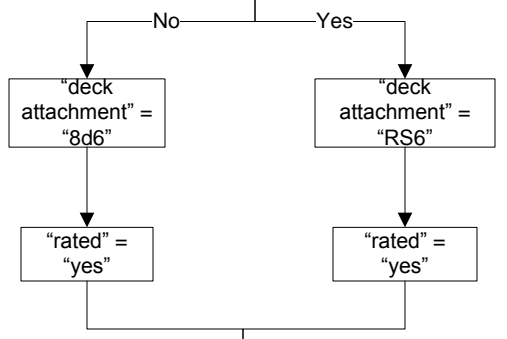 No
Yes
“deck
attachment” =
“8d6”
“deck
attachment” =
“RS6”
“rated” =
“yes”
“rated” =
“yes”